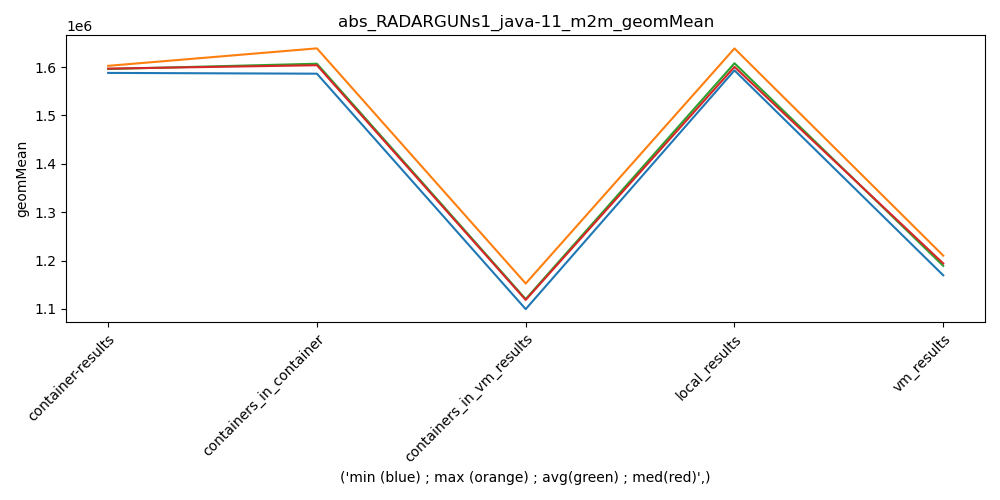 abs_RADARGUNs1_java-11_m2m_geomMean
1e6
1.6
1.5
1.4
1.3
1.2
1.1
geomMean
container-results
containers_in_container
containers_in_vm_results
local_results
vm_results
('min (blue) ; max (orange) ; avg(green) ; med(red)',)